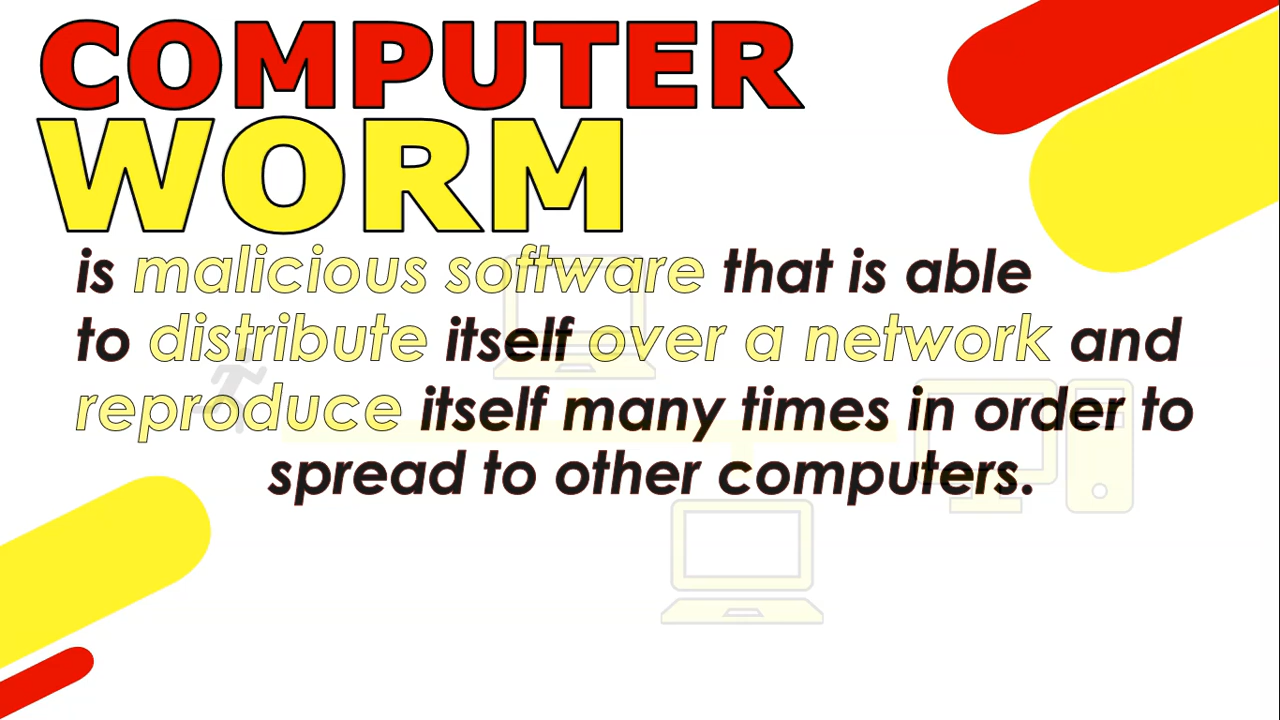 COMPUTER
WORM
is malicious software that is able
to distribute itself over a network and
reproduce itself many times in order to
spread to other computers.